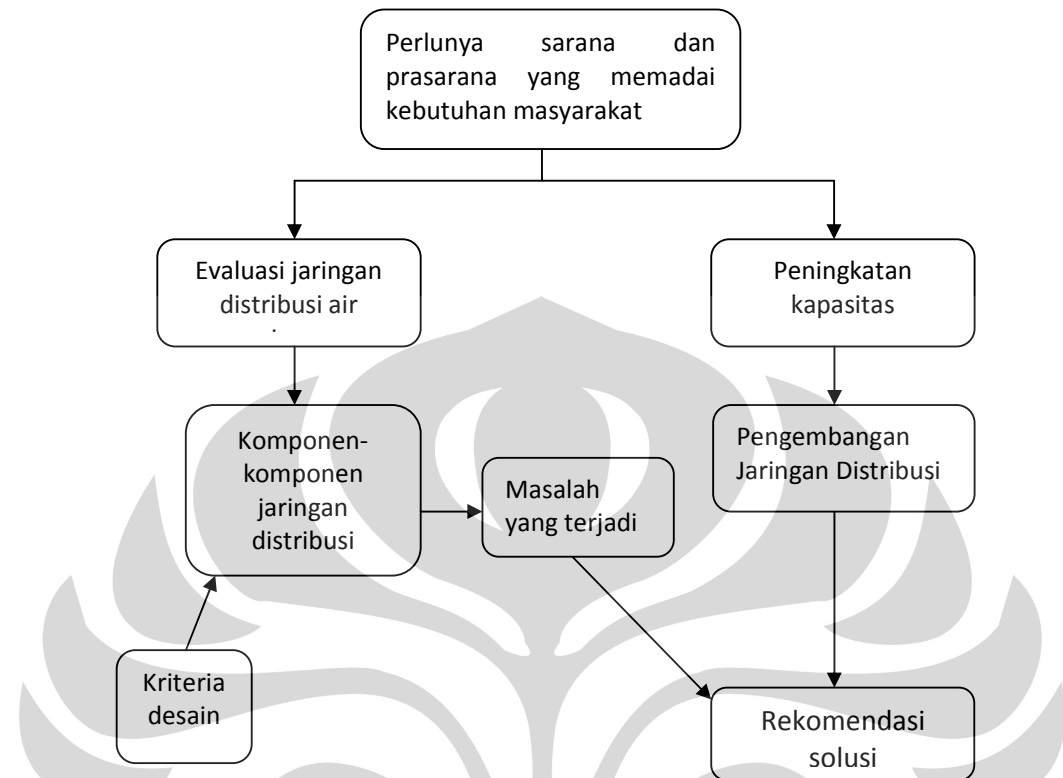 Perlunya sarana dan
prasarana yang memadai
kebutuhan masyarakat
Evaluasi jaringan
distribusi air
Peningkatan
kapasitas
Komponen-
komponen
jaringan
distribusi
Masalah
yang terjadi
Pengembangan
Jaringan Distribusi
Kriteria
desain
Rekomendasi
solusi